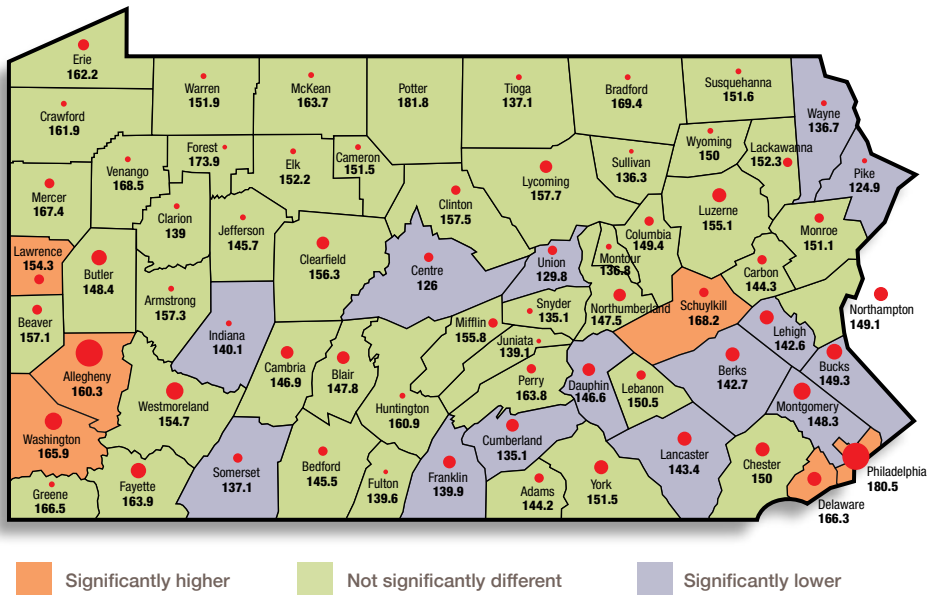 Erie
162.2
Warren
151.9
McKean
163.7
Potter
181.8
Tioga
137.1
Bradford
169.4
Susquehanna
151.6
Wayne
136.7
Crawford
161.9
Forest
173.9
Elk
152.2
Cameron
151.5
Sullivan
136.3
Wyoming
150
Lackawanna
152.3
Pike
124.9
Mercer
167.4
Venango
168.5
Clarion
139
Jefferson
145.7
Clinton
157.5
Lycoming
157.7
Luzerne
155.1
Monroe
151.1
Lawrence
154.3
Butler
148.4
Clearfield
156.3
Centre
126
Union
129.8
Montour
136.8
Columbia
149.4
Carbon
144.3
Beaver
157.1
Armstrong
157.3
Indiana
140.1
Snyder
135.1
Northumberland
147.5
Schuylkill
168.2
Northampton
149.1
Allegheny
160.3
Mifflin
155.8
Juniata
139.1
Lehigh
142.6
Cambria
146.9
Blair
147.8
Perry
163.8
Dauphin
146.6
Lebanon
150.5
Berks
142.7
Bucks
149.3
Westmoreland
154.7
Huntington
160.9
Montgomery
148.3
Washington
165.9
Cumberland
135.1
Lancaster
143.4
Chester
150
Philadelphia
180.5
Greene
166.5
Fayette
163.9
Somerset
137.1
Bedford
145.5
Fulton
139.6
Franklin
139.9
Adams
144.2
York
151.5
Delaware
166.3
Significantly higher
Not significantly different
Significantly lower